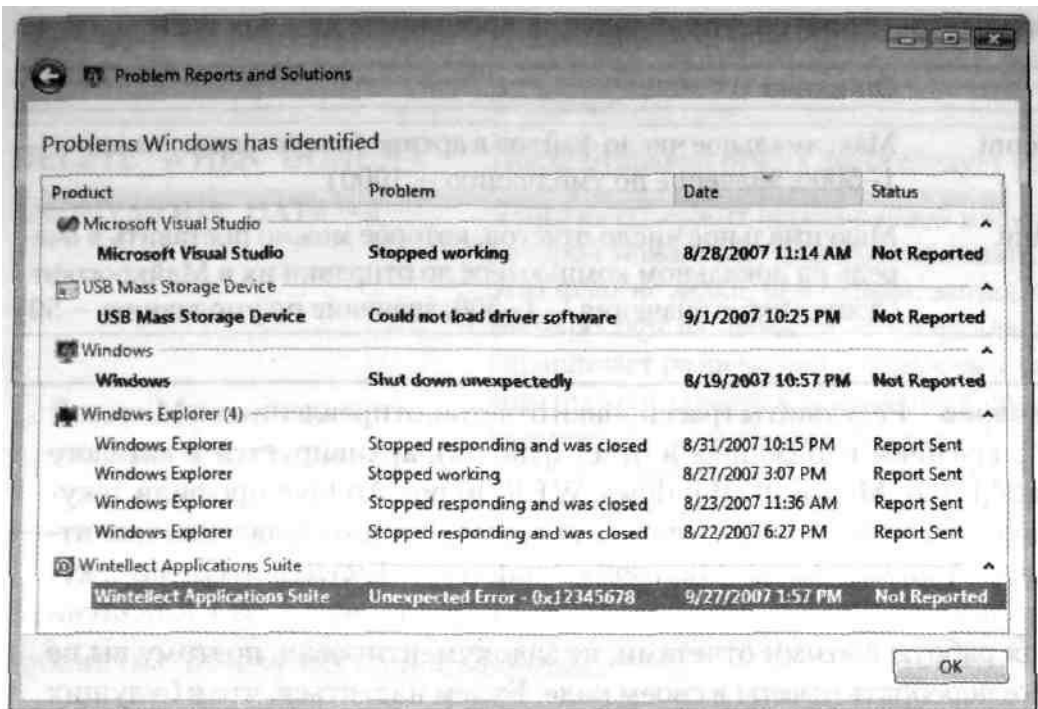 Problem Reports and Solutions
Problems Windows has identified
Product Problem Date Status
Microsoft Visual Studio
Microsoft Visual Studio Stopped working 8/28/2007 11:14 AM Not Reported
USB Mass Storage Device
USB Mass Storage Device Could not load driver software 9/1/2007 10:25 PM Not Reported
Windows
Windows Shut down unexpectedly 8/19/2007 10:57 PM Not Reported
Windows Explorer (4)
Windows Explorer Stopped responding and was closed 8/31/2007 10:15 PM Report Sent
Windows Explorer Stopped working 8/27/2007 3:07 PM Report Sent
Windows Explorer Stopped responding and was closed 8/23/2007 11:36 AM Report Sent
Windows Explorer Stopped responding and was closed 8/22/2007 6:27 PM Report Sent
Wintellect Applications Suite
Wintellect Applications Suite Unexpected Error - 0x12345678 9/27/2007 1:57 PM Not Reported
OK